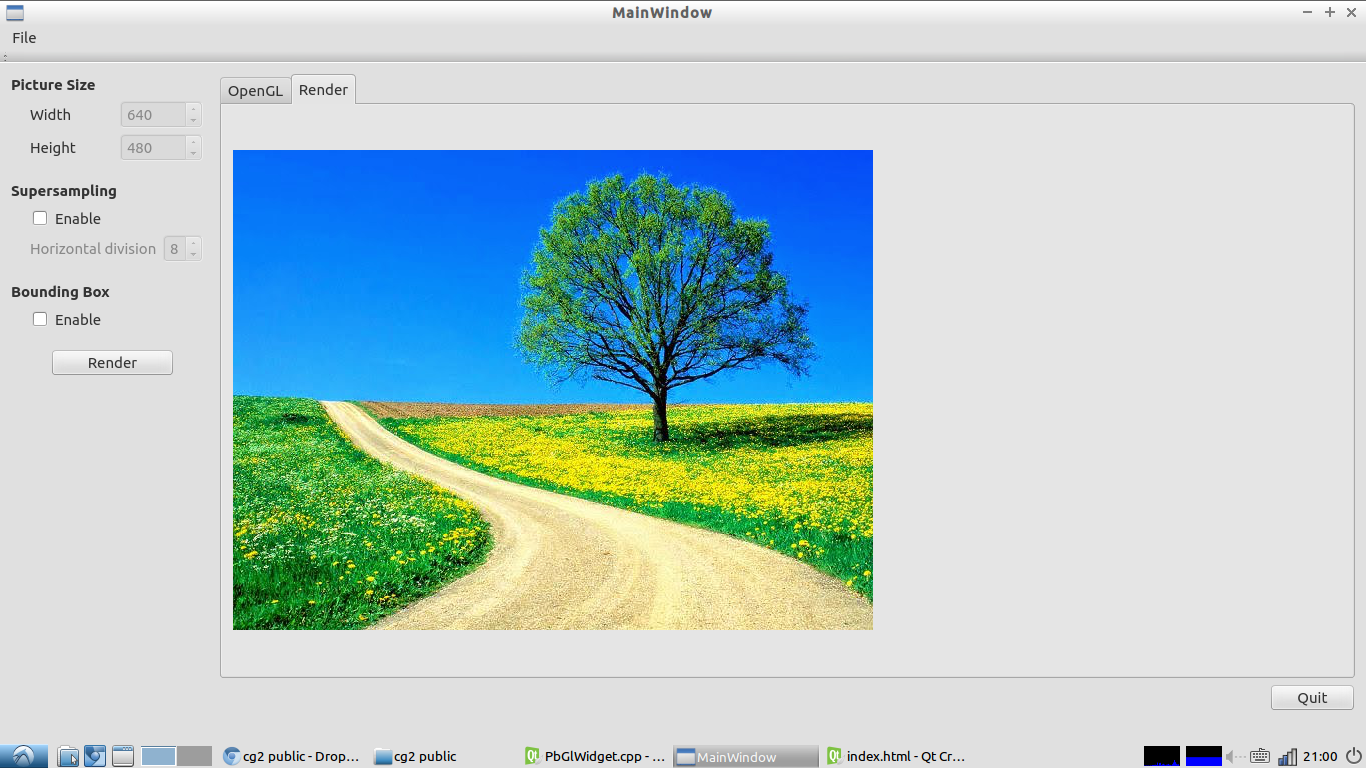 MainWindow
File
Picture Size
Width 640
Height 480
Supersampling
Enable
Horizontal division 8
Bounding Box
Enable
Render
OpenGL Render
Quit
cg2 public - Drop... cg2 public PbGlWidget.cpp - ... MainWindow index.html - Qt Cr... 21:00